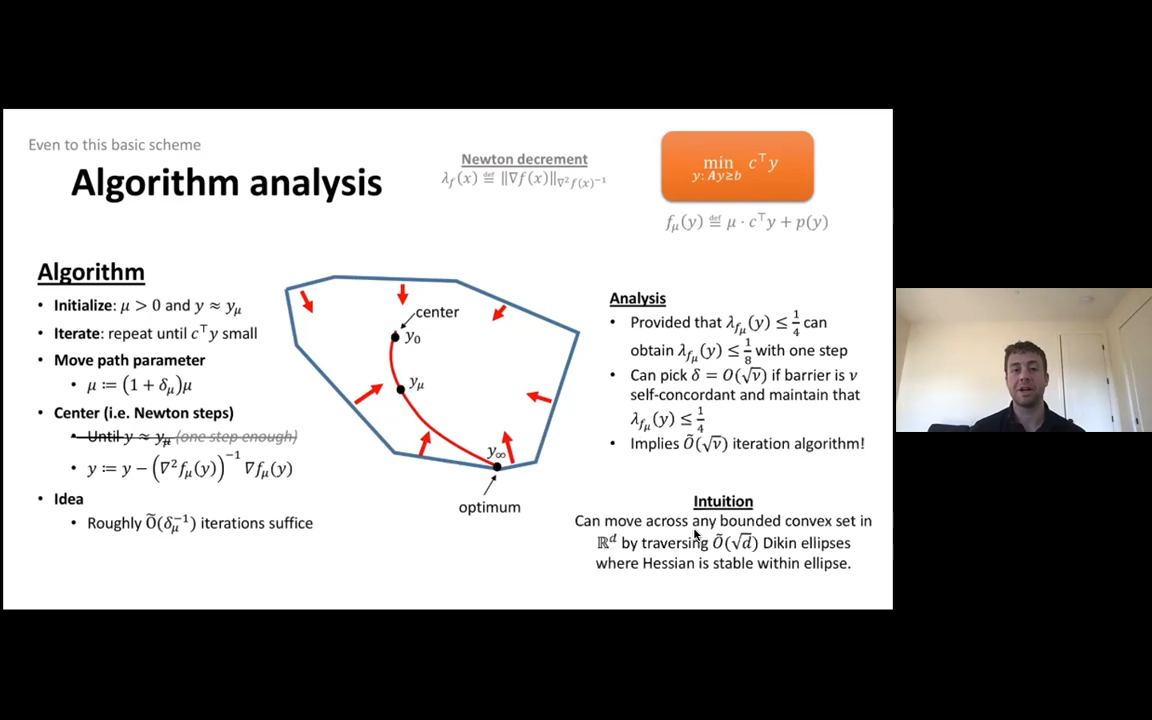 Even to this basic scheme
Algorithm analysis
Newton decrement
λ_f(x) ≝ ‖∇f(x)‖_{∇²f(x)⁻¹}
min_{y: Ay≥b} c^⊤y
f_μ(y) ≝ μ · c^⊤y + p(y)
Algorithm
• Initialize: μ > 0 and y ≈ y_μ
• Iterate: repeat until c^⊤y small
• Move path parameter
• μ := (1 + δ_μ)μ
• Center (i.e. Newton steps)
• Until y ≈ y_μ (one step enough)
• y := y − (∇²f_μ(y))^{−1} ∇f_μ(y)
• Idea
• Roughly Õ(δ_μ^{−1}) iterations suffice
center
y_0
y_μ
y_∞
optimum
Analysis
• Provided that λ_{f_μ}(y) ≤ 1/4 can
obtain λ_{f_μ}(y) ≤ 1/8 with one step
• Can pick δ = O(√ν) if barrier is ν
self-concordant and maintain that
λ_{f_μ}(y) ≤ 1/4
• Implies Õ(√ν) iteration algorithm!
Intuition
Can move across any bounded convex set in
ℝ^d by traversing Õ(√d) Dikin ellipses
where Hessian is stable within ellipse.